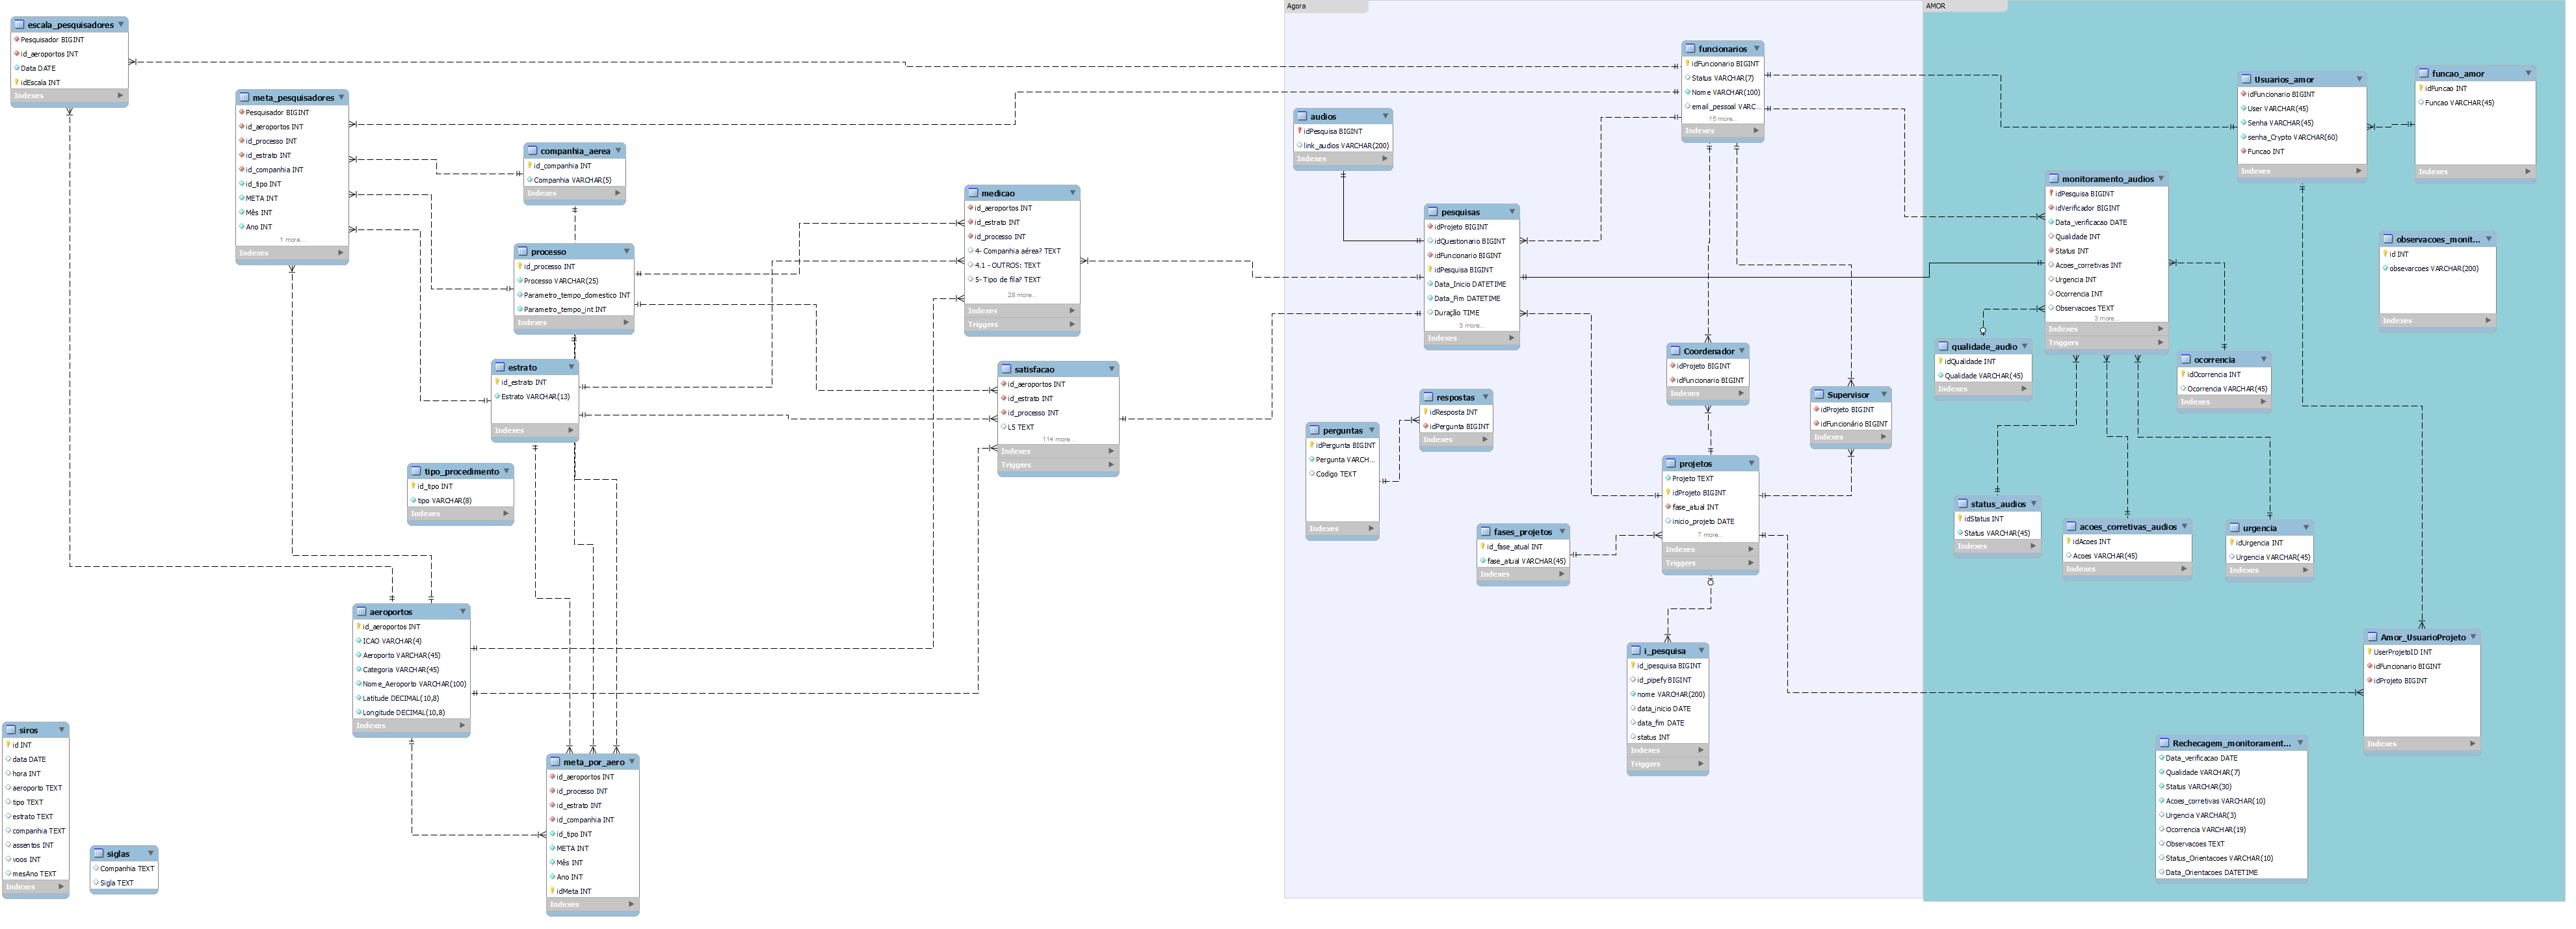 Agora
AMOR
escala_pesquisadores
Pesquisador BIGINT
id_aeroportos INT
Data DATE
idEscala INT
Indexes
meta_pesquisadores
Pesquisador BIGINT
id_aeroportos INT
id_processo INT
id_estrato INT
id_companhia INT
id_tipo INT
META INT
Mês INT
Ano INT
1 more...
Indexes
companhia_aerea
id_companhia INT
Companhia VARCHAR(5)
Indexes
processo
id_processo INT
Processo VARCHAR(25)
Parametro_tempo_domestico INT
Parametro_tempo_int INT
Indexes
estrato
id_estrato INT
Estrato VARCHAR(13)
Indexes
tipo_procedimento
id_tipo INT
tipo VARCHAR(8)
Indexes
aeroportos
id_aeroportos INT
ICAO VARCHAR(4)
Aeroporto VARCHAR(45)
Categoria VARCHAR(45)
Nome_Aeroporto VARCHAR(100)
Latitude DECIMAL(10,8)
Longitude DECIMAL(10,8)
Indexes
siros
id INT
data DATE
hora INT
aeroporto TEXT
tipo TEXT
estrato TEXT
companhia TEXT
assentos INT
voos INT
mesAno TEXT
Indexes
siglas
Companhia TEXT
Sigla TEXT
meta_por_aero
id_aeroportos INT
id_processo INT
id_estrato INT
id_companhia INT
id_tipo INT
META INT
Mês INT
Ano INT
idMeta INT
Indexes
medicao
id_aeroportos INT
id_estrato INT
id_processo INT
4- Companhia aérea? TEXT
4.1 - OUTROS: TEXT
5- Tipo de fila? TEXT
28 more...
Indexes
Triggers
satisfacao
id_aeroportos INT
id_estrato INT
id_processo INT
LS TEXT
114 more...
Indexes
Triggers
funcionarios
idFuncionario BIGINT
Status VARCHAR(7)
Nome VARCHAR(100)
email_pessoal VARC...
15 more...
Indexes
audios
idPesquisa BIGINT
link_audios VARCHAR(200)
Indexes
pesquisas
idProjeto BIGINT
idQuestionario BIGINT
idFuncionario BIGINT
idPesquisa BIGINT
Data_Inicio DATETIME
Data_Fim DATETIME
Duração TIME
3 more...
Indexes
Coordenador
idProjeto BIGINT
idFuncionario BIGINT
Indexes
Supervisor
idProjeto BIGINT
idFuncionário BIGINT
Indexes
respostas
idResposta INT
idPergunta BIGINT
Indexes
perguntas
idPergunta BIGINT
Pergunta VARCH...
Codigo TEXT
Indexes
projetos
Projeto TEXT
idProjeto BIGINT
fase_atual INT
inicio_projeto DATE
7 more...
Indexes
Triggers
fases_projetos
id_fase_atual INT
fase_atual VARCHAR(45)
Indexes
i_pesquisa
id_ipesquisa BIGINT
id_pipefy BIGINT
nome VARCHAR(200)
data_inicio DATE
data_fim DATE
status INT
Indexes
Triggers
Usuarios_amor
idFuncionario BIGINT
User VARCHAR(45)
Senha VARCHAR(45)
senha_Crypto VARCHAR(60)
Funcao INT
Indexes
funcao_amor
idFuncao INT
Funcao VARCHAR(45)
Indexes
monitoramento_audios
idPesquisa BIGINT
idVerificador BIGINT
Data_verificacao DATE
Qualidade INT
Status INT
Acoes_corretivas INT
Urgencia INT
Ocorrencia INT
Observacoes TEXT
3 more...
Indexes
Triggers
observacoes_monit...
id INT
obsevarcoes VARCHAR(200)
Indexes
qualidade_audio
idQualidade INT
Qualidade VARCHAR(45)
Indexes
ocorrencia
idOcorrencia INT
Ocorrencia VARCHAR(45)
Indexes
status_audios
idStatus INT
Status VARCHAR(45)
Indexes
acoes_corretivas_audios
idAcoes INT
Acoes VARCHAR(45)
Indexes
urgencia
idUrgencia INT
Urgencia VARCHAR(45)
Indexes
Amor_UsuarioProjeto
UserProjetoID INT
idFuncionario BIGINT
idProjeto BIGINT
Indexes
Rechecagem_monitorament...
Data_verificacao DATE
Qualidade VARCHAR(7)
Status VARCHAR(30)
Acoes_corretivas VARCHAR(10)
Urgencia VARCHAR(3)
Ocorrencia VARCHAR(19)
Observacoes TEXT
Status_Orientacoes VARCHAR(10)
Data_Orientacoes DATETIME